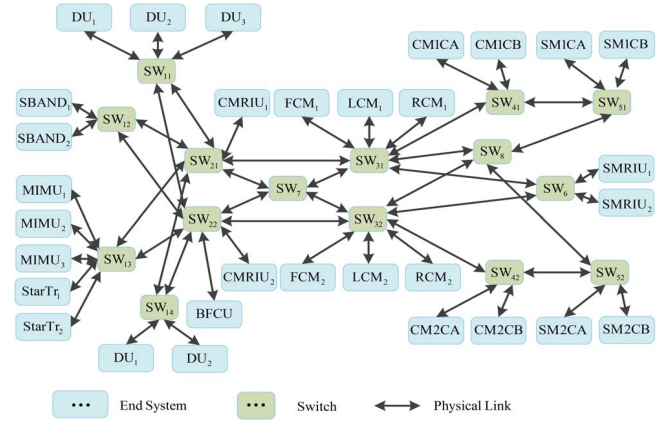 DU₁ DU₂ DU₃
CM1CA CM1CB SM1CA SM1CB
SW₁₁
SBAND₁ CMRIU₁ FCM₁ LCM₁ RCM₁
SW₄₁ SW₅₁
SW₁₂
SBAND₂
SW₂₁ SW₃₁ SW₈
MIMU₁ SW₇ SW₆ SMRIU₁
MIMU₂ SW₂₂ SW₃₂ SMRIU₂
MIMU₃ SW₁₃
StarTr₁ CMRIU₂ FCM₂ LCM₂ RCM₂ SW₄₂ SW₅₂
StarTr₂ SW₁₄ BFCU
CM2CA CM2CB SM2CA SM2CB
DU₁ DU₂
••• End System ••• Switch Physical Link